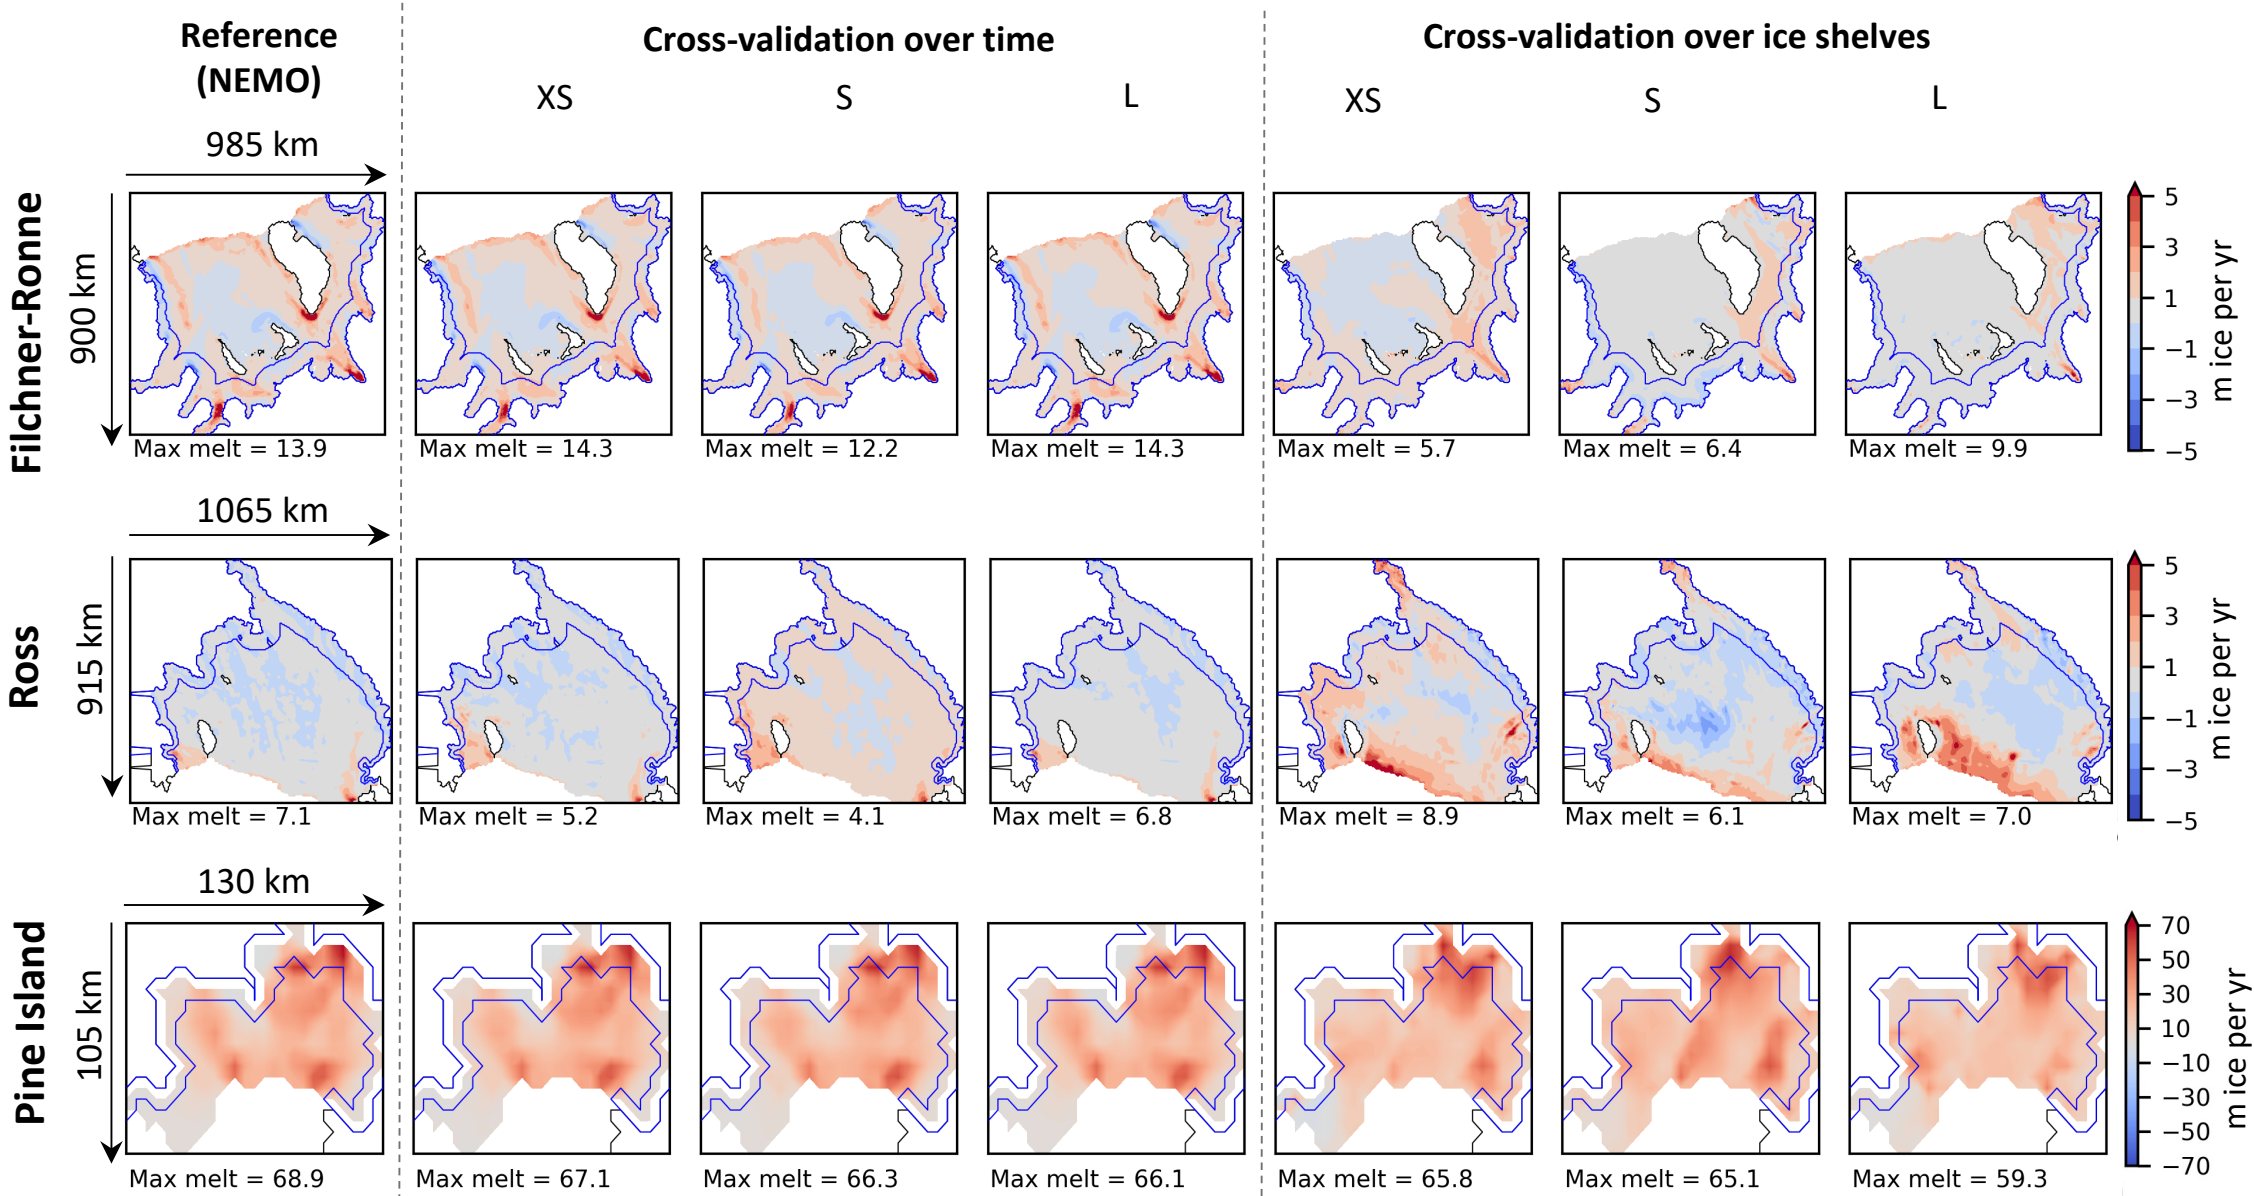 Reference
(NEMO)
Cross-validation over time
Cross-validation over ice shelves
XS
S
L
XS
S
L
985 km
900 km
Filchner-Ronne
Max melt = 13.9
Max melt = 14.3
Max melt = 12.2
Max melt = 14.3
Max melt = 5.7
Max melt = 6.4
Max melt = 9.9
5
3
1
−1
−3
−5
m ice per yr
1065 km
915 km
Ross
Max melt = 7.1
Max melt = 5.2
Max melt = 4.1
Max melt = 6.8
Max melt = 8.9
Max melt = 6.1
Max melt = 7.0
5
3
1
−1
−3
−5
m ice per yr
130 km
105 km
Pine Island
Max melt = 68.9
Max melt = 67.1
Max melt = 66.3
Max melt = 66.1
Max melt = 65.8
Max melt = 65.1
Max melt = 59.3
70
50
30
10
−10
−30
−50
−70
m ice per yr